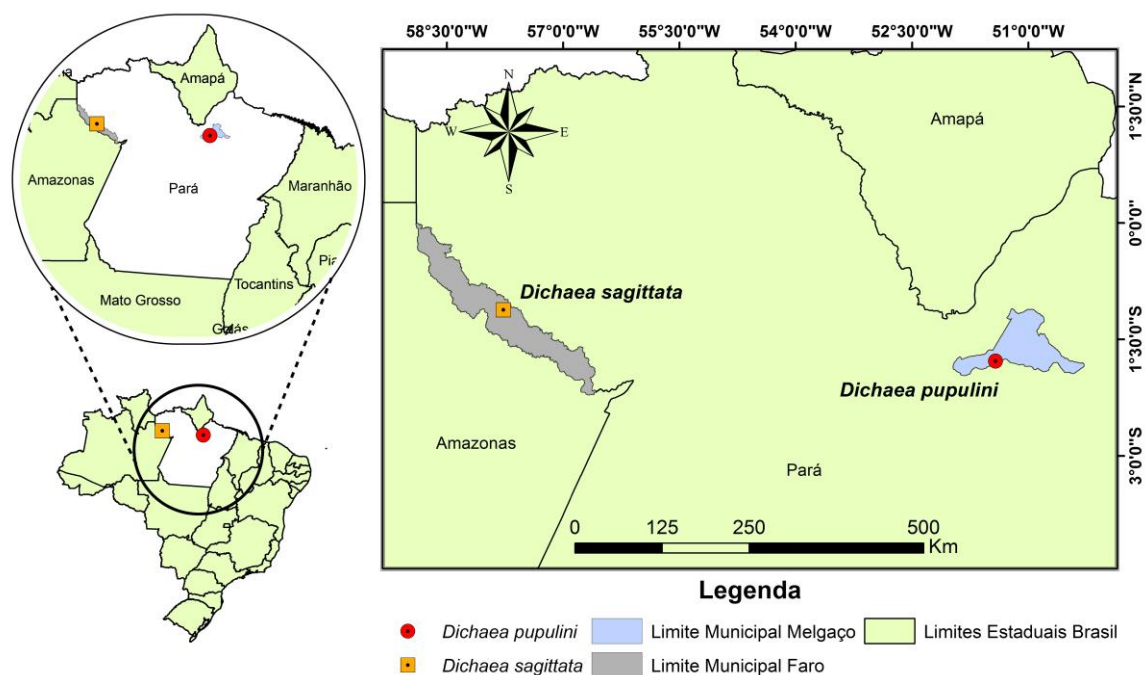 Amapá
Amazonas
Pará
Maranhão
Tocantins
Mato Grosso
58°30'0"W 57°0'0"W 55°30'0"W 54°0'0"W 52°30'0"W 51°0'0"W
N
W E
S
Amapá
Dichaea sagittata
Dichaea pupulini
Amazonas
Pará
1°30'0"N
0°0'0"
1°30'0"S
3°0'0"S
0 125 250 500
Km
Legenda
Dichaea pupulini Limite Municipal Melgaço Limites Estaduais Brasil
Dichaea sagittata Limite Municipal Faro